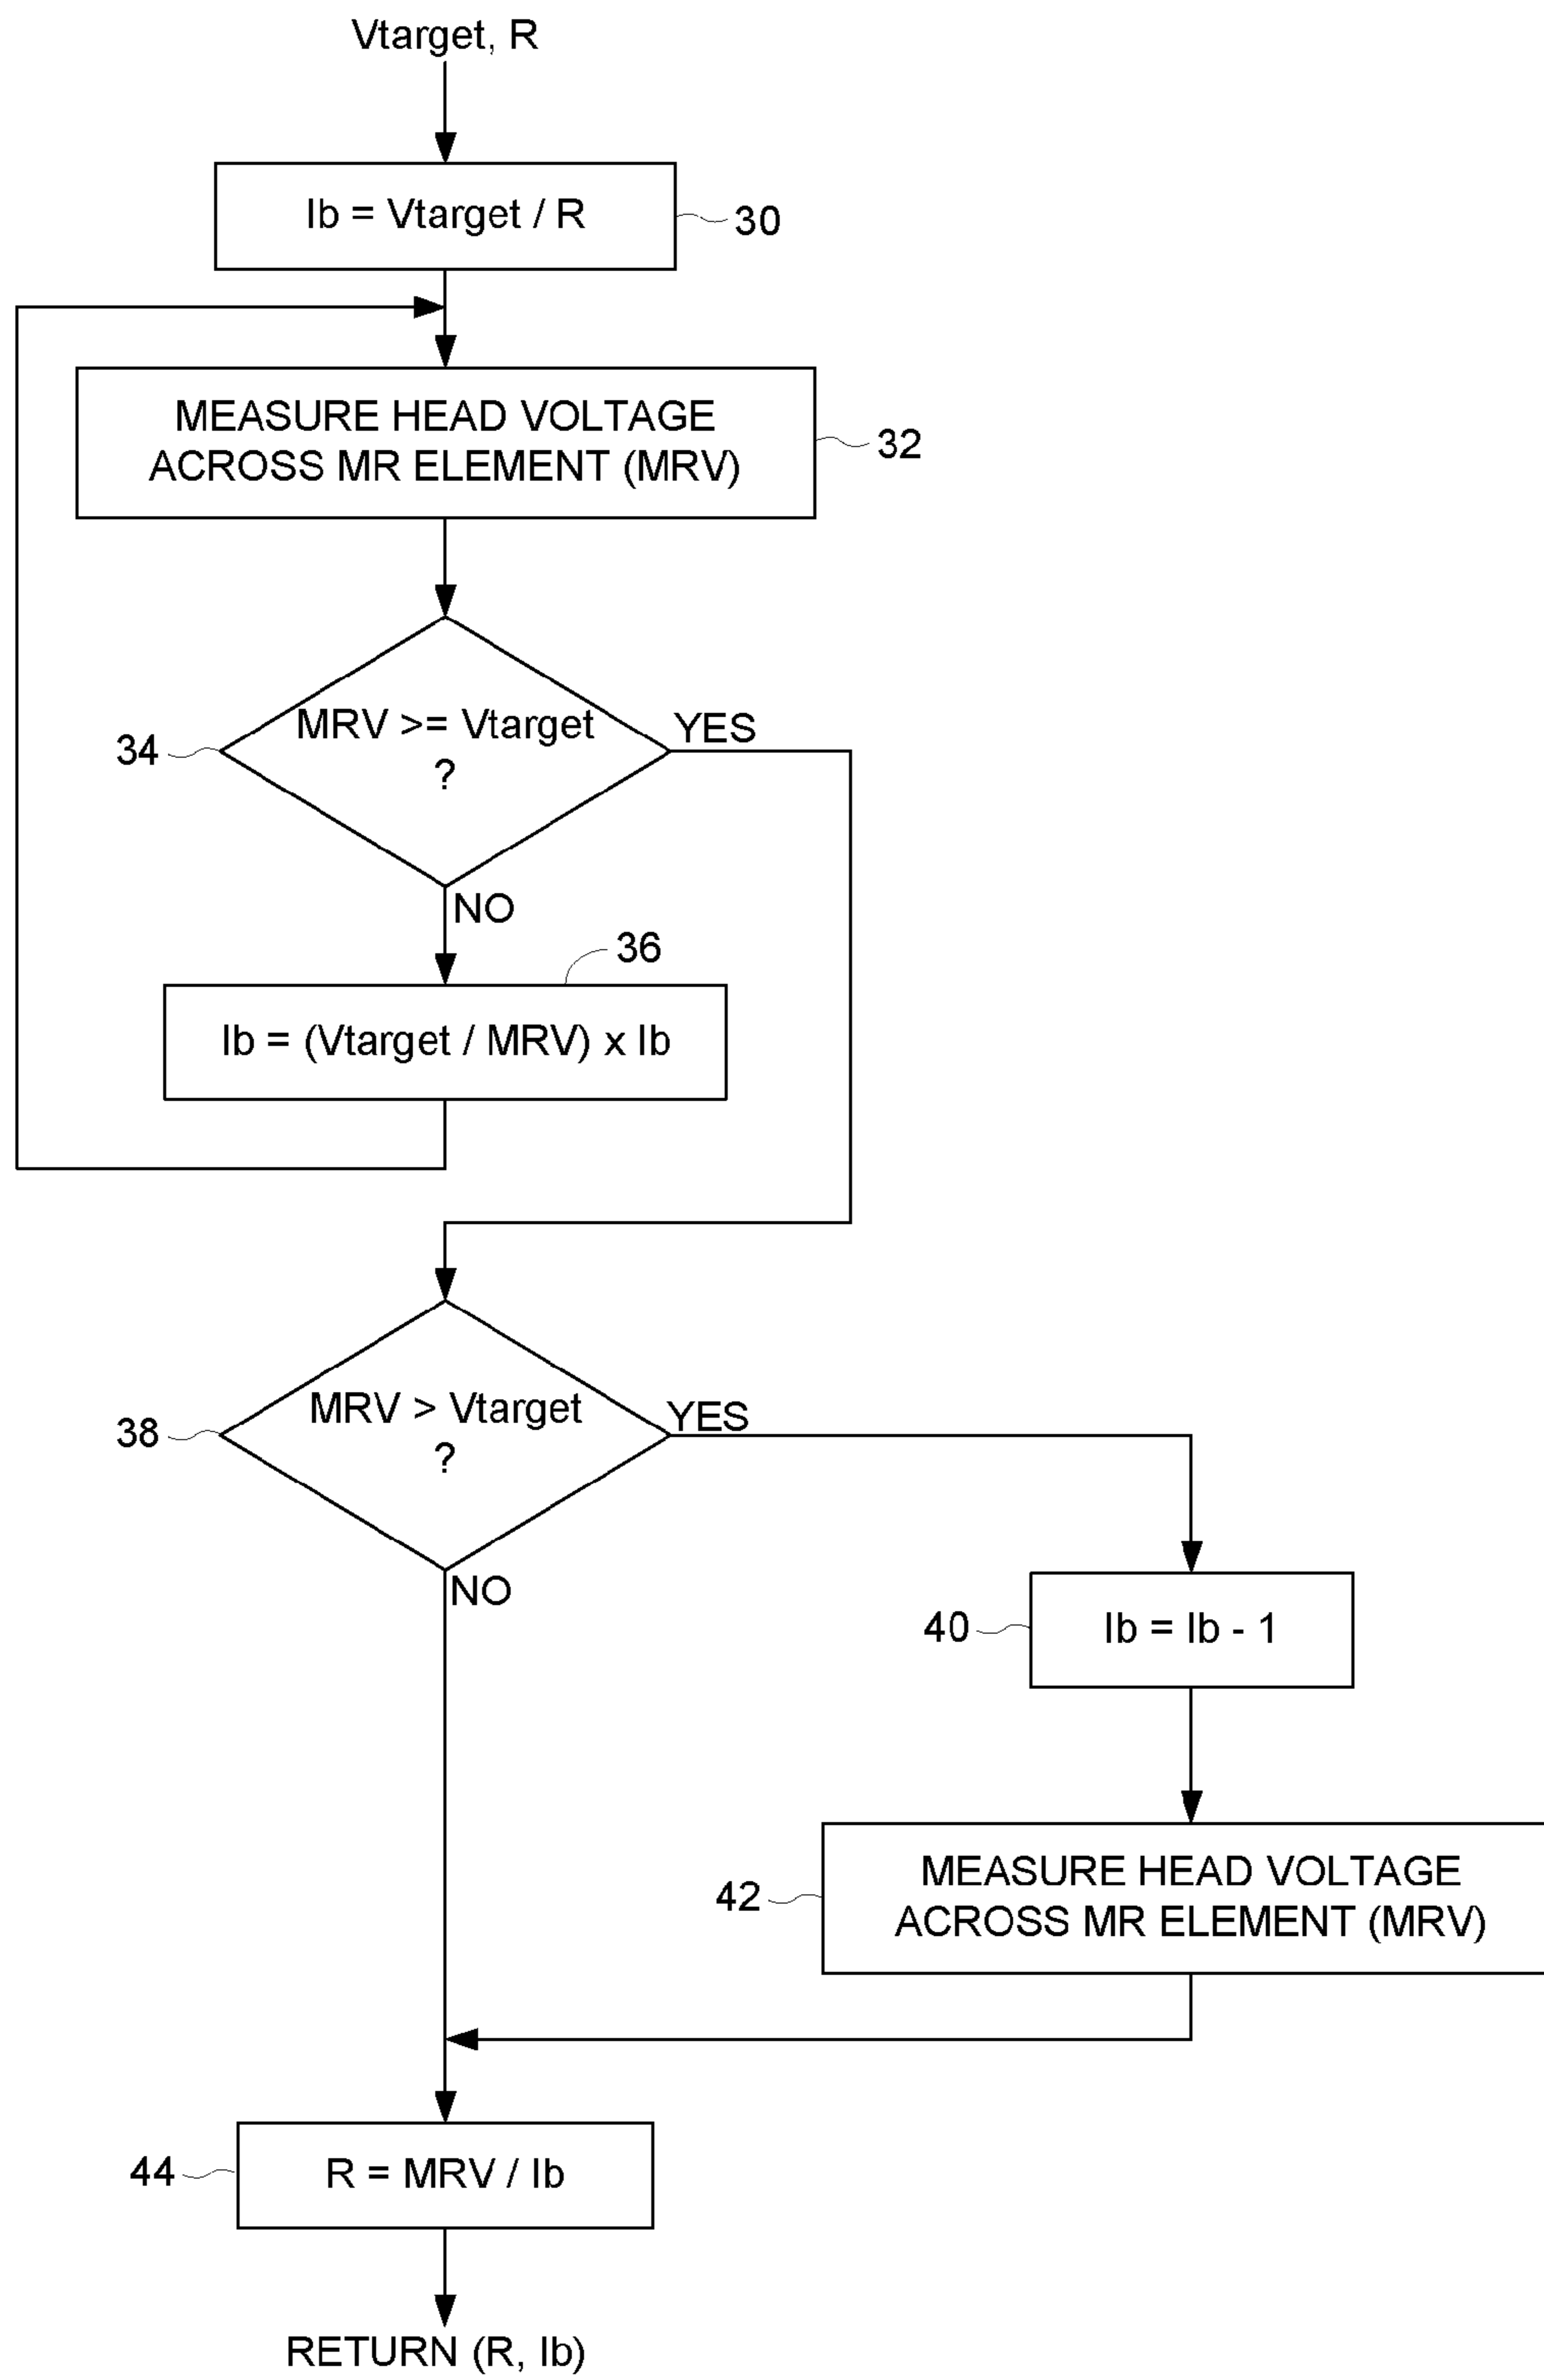 Vtarget, R
Ib = Vtarget / R
30
MEASURE HEAD VOLTAGE
ACROSS MR ELEMENT (MRV)
32
MRV >= Vtarget
?
34
YES
NO
36
Ib = (Vtarget / MRV) x Ib
MRV > Vtarget
?
38
YES
NO
40
Ib = Ib - 1
42
MEASURE HEAD VOLTAGE
ACROSS MR ELEMENT (MRV)
44
R = MRV / Ib
RETURN (R, Ib)